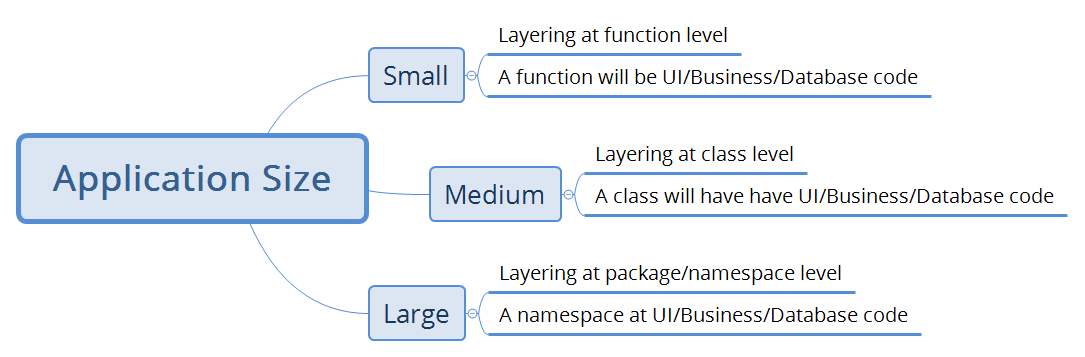 Application Size
Small
Layering at function level
A function will be UI/Business/Database code
Medium
Layering at class level
A class will have have UI/Business/Database code
Large
Layering at package/namespace level
A namespace at UI/Business/Database code